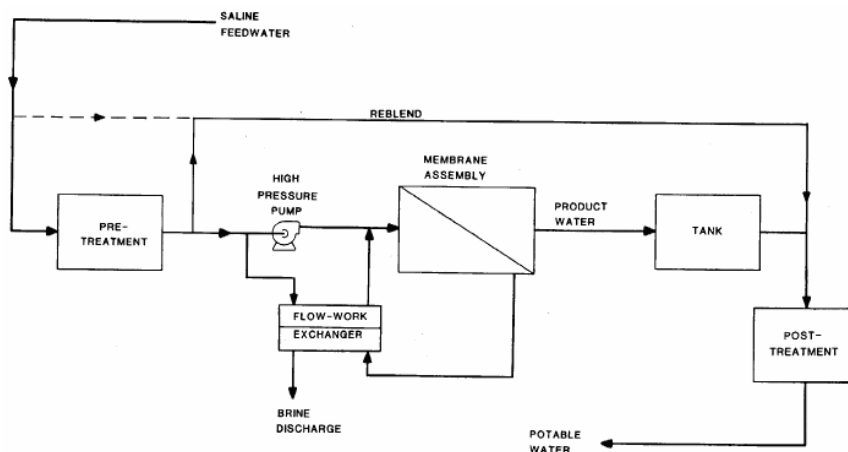 SALINE
FEEDWATER
REBLEND
MEMBRANE
ASSEMBLY
HIGH
PRESSURE
PUMP
PRODUCT
WATER
PRE-
TREATMENT
TANK
FLOW-WORK
EXCHANGER
POST-
TREATMENT
BRINE
DISCHARGE
POTABLE
WATER